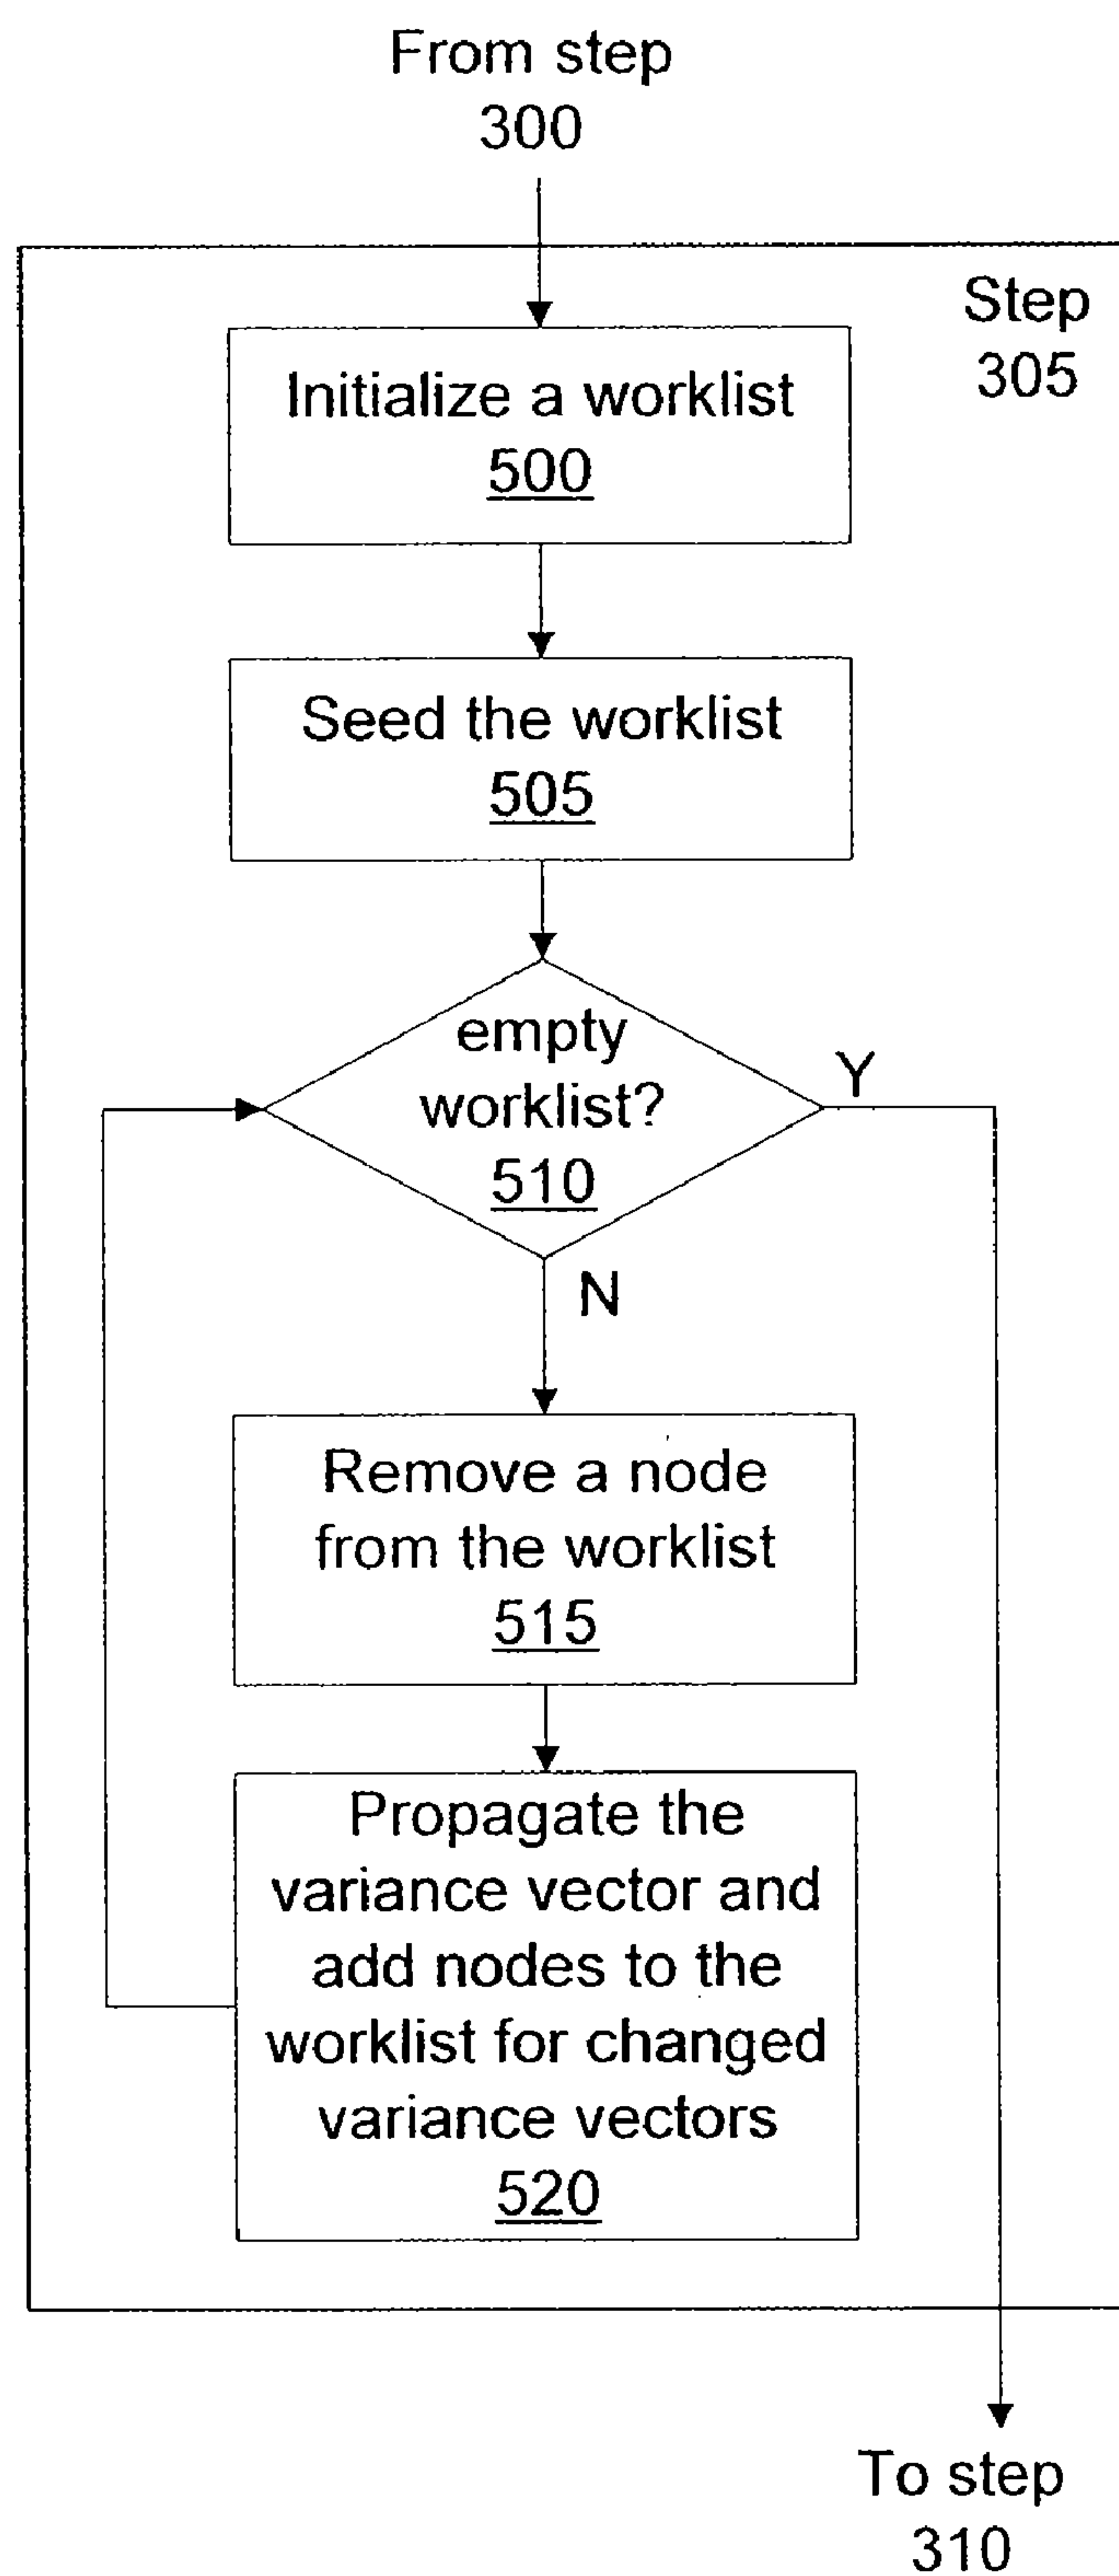 From step
300
Step
305
Initialize a worklist
500
Seed the worklist
505
empty
worklist?
510
Y
N
Remove a node
from the worklist
515
Propagate the
variance vector and
add nodes to the
worklist for changed
variance vectors
520
To step
310